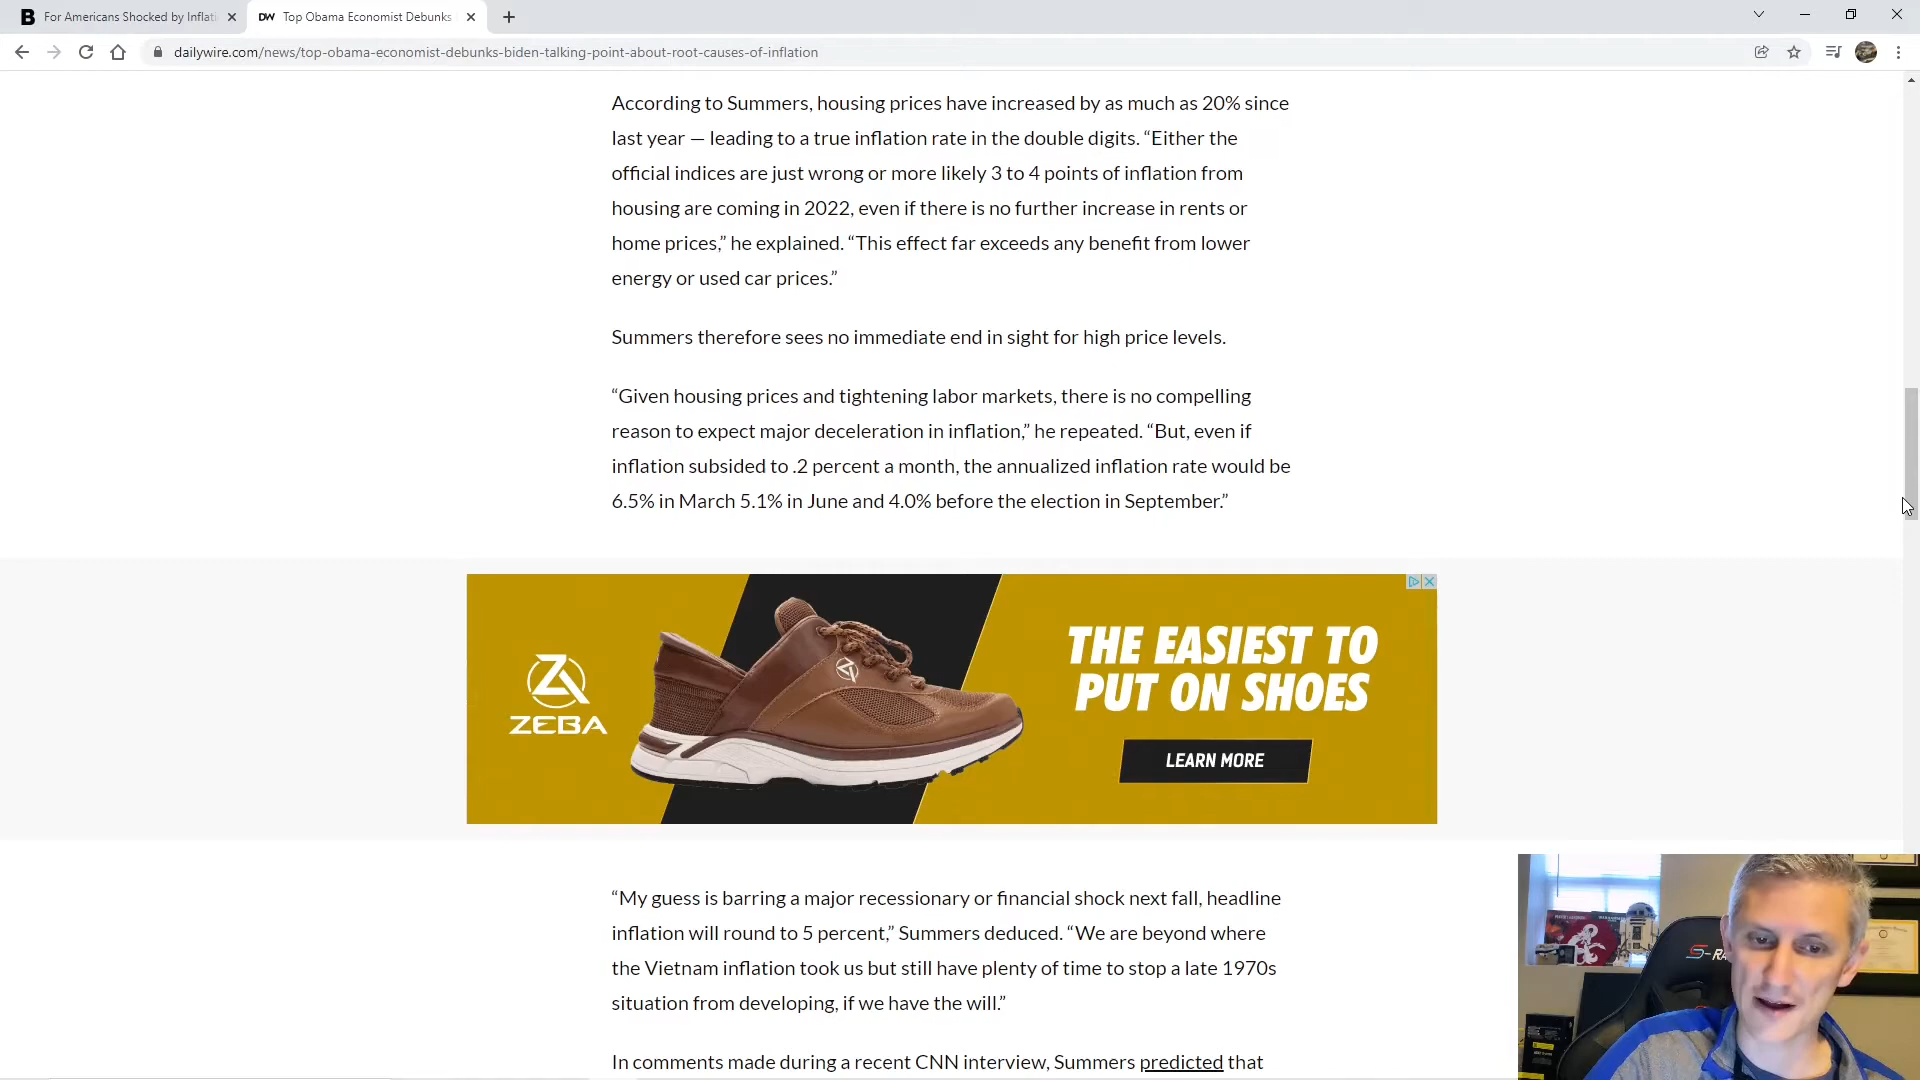 For Americans Shocked by Inflati
DW Top Obama Economist Debunks
dailywire.com/news/top-obama-economist-debunks-biden-talking-point-about-root-causes-of-inflation
According to Summers, housing prices have increased by as much as 20% since
last year — leading to a true inflation rate in the double digits. “Either the
official indices are just wrong or more likely 3 to 4 points of inflation from
housing are coming in 2022, even if there is no further increase in rents or
home prices,” he explained. “This effect far exceeds any benefit from lower
energy or used car prices.”
Summers therefore sees no immediate end in sight for high price levels.
“Given housing prices and tightening labor markets, there is no compelling
reason to expect major deceleration in inflation,” he repeated. “But, even if
inflation subsided to .2 percent a month, the annualized inflation rate would be
6.5% in March 5.1% in June and 4.0% before the election in September.”
ZEBA
THE EASIEST TO
PUT ON SHOES
LEARN MORE
“My guess is barring a major recessionary or financial shock next fall, headline
inflation will round to 5 percent,” Summers deduced. “We are beyond where
the Vietnam inflation took us but still have plenty of time to stop a late 1970s
situation from developing, if we have the will.”
In comments made during a recent CNN interview, Summers predicted that